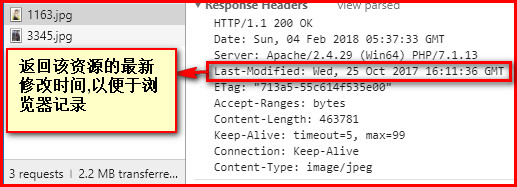 1163.jpg
3345.jpg
返回该资源的最新
修改时间,以便于浏
览器记录
3 requests
2.2 MB transferre...
Response Headers
view parsed
HTTP/1.1 200 OK
Date: Sun, 04 Feb 2018 05:37:33 GMT
Server: Apache/2.4.29 (Win64) PHP/7.1.13
Last-Modified: Wed, 25 Oct 2017 16:11:36 GMT
ETag: "713a5-55c614f535e00"
Accept-Ranges: bytes
Content-Length: 463781
Keep-Alive: timeout=5, max=99
Connection: Keep-Alive
Content-Type: image/jpeg